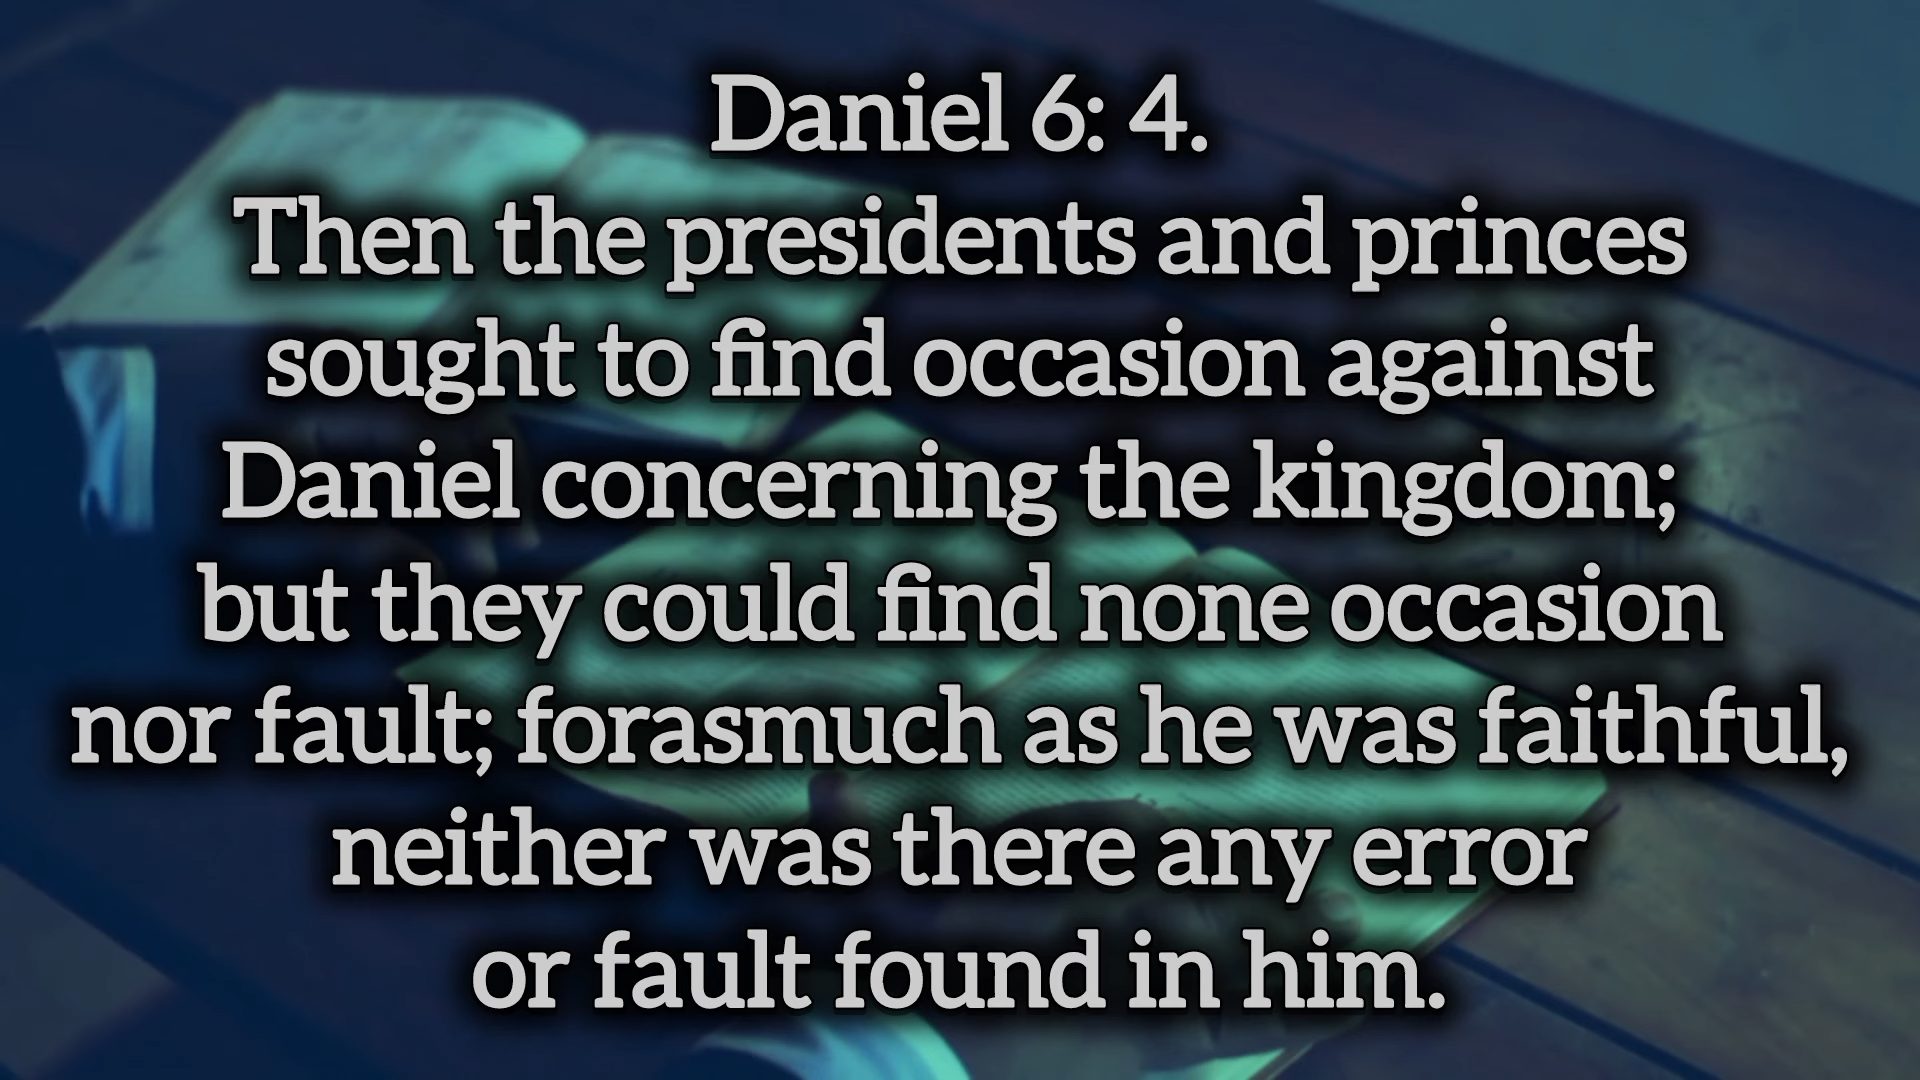 Daniel 6: 4.
Then the presidents and princes
sought to find occasion against
Daniel concerning the kingdom;
but they could find none occasion
nor fault; forasmuch as he was faithful,
neither was there any error
or fault found in him.